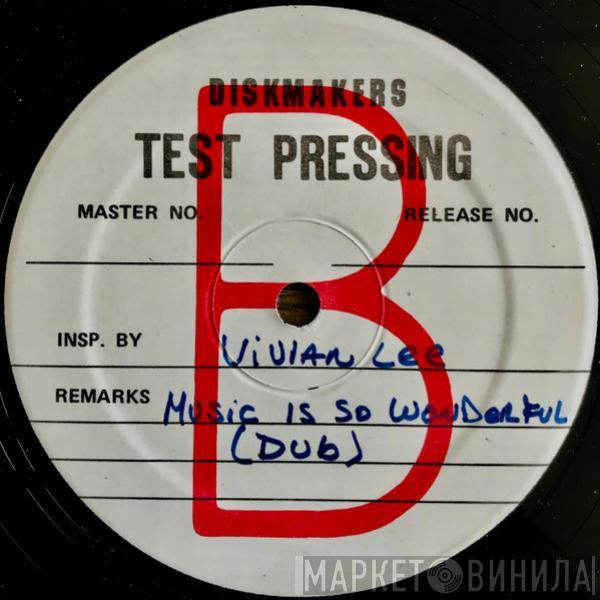 DISKMAKERS
TEST PRESSING
MASTER NO. RELEASE NO.
B
INSP. BY Vivian Lee
REMARKS Music is so wonderful
(Dub)
МАРКЕТ ВИНИЛА